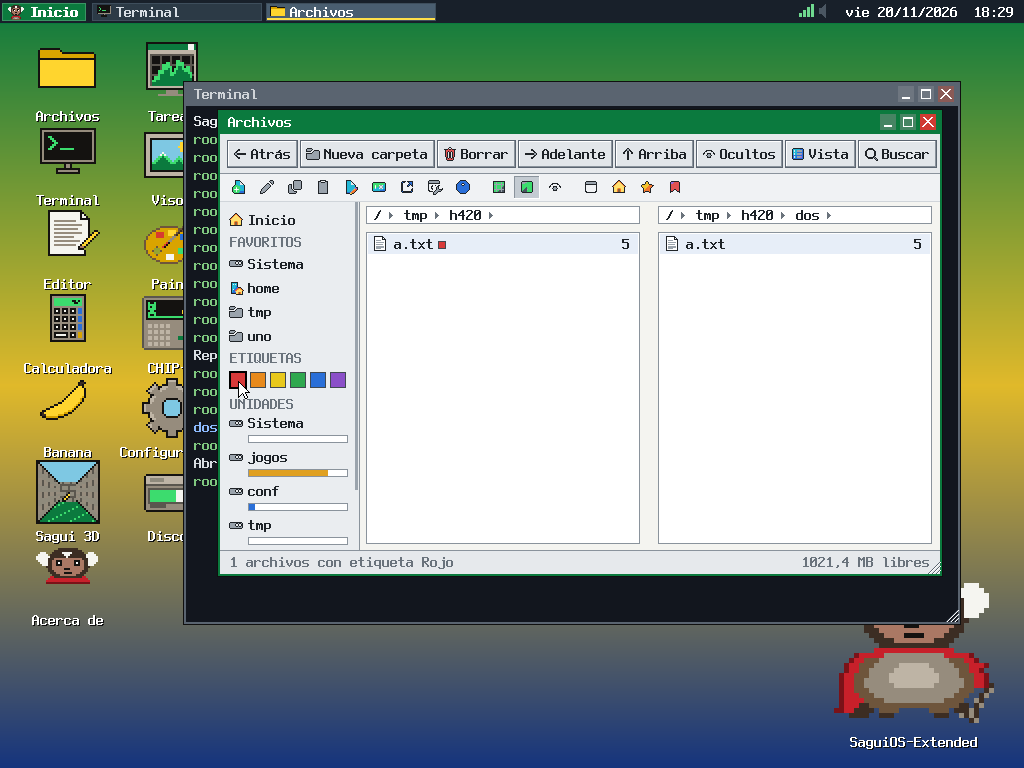 Inicio
Terminal
Archivos
vie 20/11/2026 18:29
Archivos
Terminal
Editor
Calculadora
CHIP-
Banana
Configur
Sagui 3D
Disc
Acerca de
Tarea
Viso
Pain
Terminal
Sag
roo
roo
roo
roo
roo
roo
roo
roo
roo
roo
roo
roo
Rep
roo
roo
roo
dos
roo
Abr
roo
Archivos
Atrás
Nueva carpeta
Borrar
Adelante
Arriba
Ocultos
Vista
Buscar
Inicio
FAVORITOS
Sistema
home
tmp
uno
ETIQUETAS
UNIDADES
Sistema
jogos
conf
tmp
/ tmp h420
a.txt 5
/ tmp h420 dos
a.txt 5
1 archivos con etiqueta Rojo
1021,4 MB libres
SaguiOS-Extended